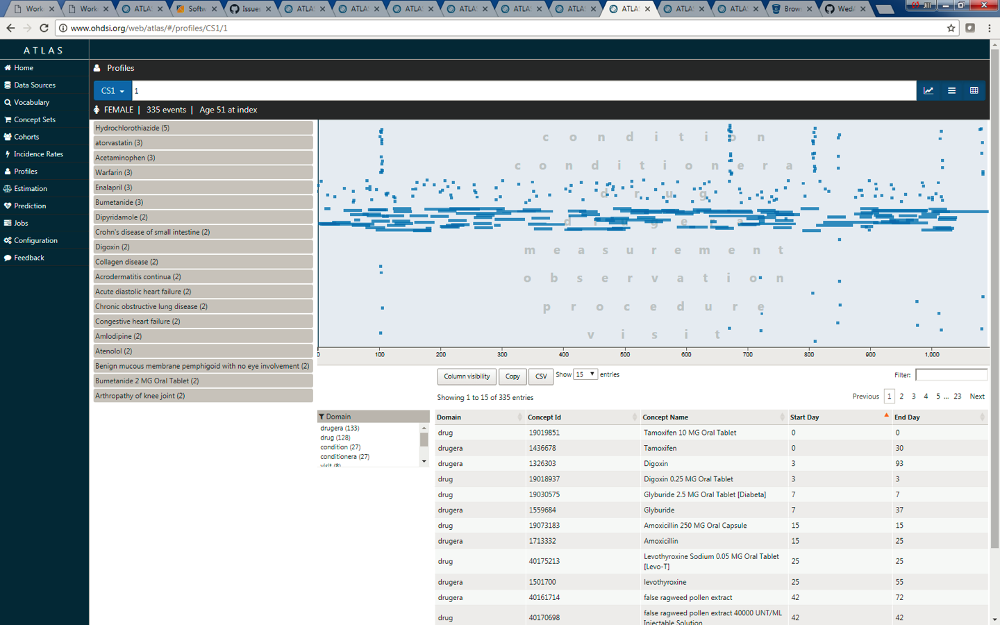 Work
Work
ATLAS
Softw
Issues
ATLAS
ATLAS
ATLAS
ATLAS
ATLAS
ATLAS
ATLAS
ATLAS
ATLAS
Brow
WedA
Jill
www.ohdsi.org/web/atlas/#/profiles/CS1/1
ATLAS
Home
Data Sources
Vocabulary
Concept Sets
Cohorts
Incidence Rates
Profiles
Estimation
Prediction
Jobs
Configuration
Feedback
Profiles
CS1
1
FEMALE | 335 events | Age 51 at index
Hydrochlorothiazide (5)
atorvastatin (3)
Acetaminophen (3)
Warfarin (3)
Enalapril (3)
Bumetanide (3)
Dipyridamole (2)
Crohn's disease of small intestine (2)
Digoxin (2)
Collagen disease (2)
Acrodermatitis continua (2)
Acute diastolic heart failure (2)
Chronic obstructive lung disease (2)
Congestive heart failure (2)
Amlodipine (2)
Atenolol (2)
Benign mucous membrane pemphigoid with no eye involvement (2)
Bumetanide 2 MG Oral Tablet (2)
Arthropathy of knee joint (2)
condition
conditionera
drug
drugera
measurement
observation
procedure
visit
0 100 200 300 400 500 600 700 800 900 1,000
Column visibility Copy CSV Show 15 entries Filter:
Showing 1 to 15 of 335 entries Previous 1 2 3 4 5 ... 23 Next
Domain
drugera (133)
drug (128)
condition (27)
conditionera (27)
visit (8)
Domain Concept Id Concept Name Start Day End Day
drug 19019851 Tamoxifen 10 MG Oral Tablet 0 0
drugera 1436678 Tamoxifen 0 30
drugera 1326303 Digoxin 3 93
drug 19018937 Digoxin 0.25 MG Oral Tablet 3 3
drug 19030575 Glyburide 2.5 MG Oral Tablet [Diabeta] 7 7
drugera 1559684 Glyburide 7 37
drug 19073183 Amoxicillin 250 MG Oral Capsule 15 15
drugera 1713332 Amoxicillin 15 25
drug 40175213 Levothyroxine Sodium 0.05 MG Oral Tablet [Levo-T] 25 25
drugera 1501700 levothyroxine 25 55
drugera 40161714 false ragweed pollen extract 42 72
drug 40170698 false ragweed pollen extract 40000 UNT/ML Injectable Solution 42 42